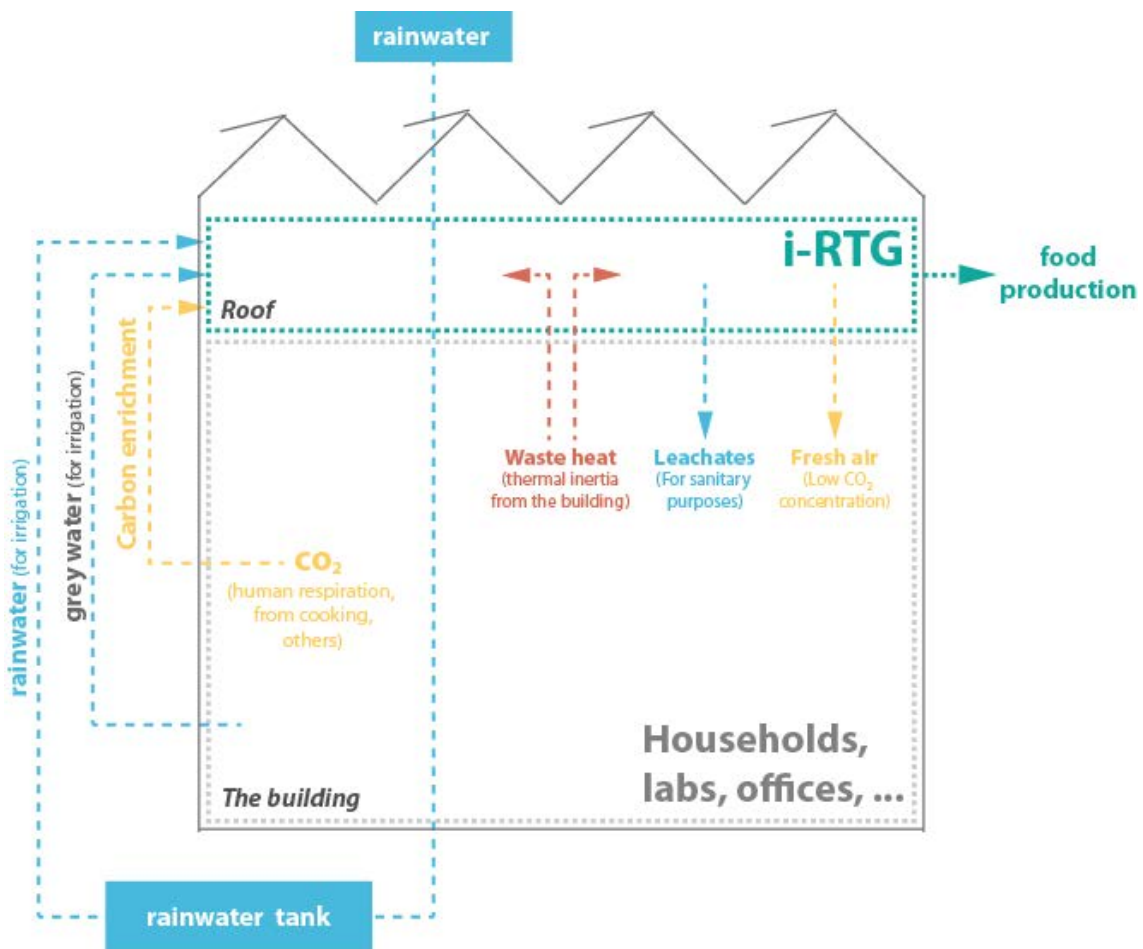 rainwater
i-RTG
food
production
Roof
Waste heat
(thermal inertia
from the building)
Leachates
(For sanitary
purposes)
Fresh air
(Low CO₂
concentration)
rainwater (for irrigation)
grey water (for irrigation)
Carbon enrichment
CO₂
(human respiration,
from cooking,
others)
Households,
labs, offices, ...
The building
rainwater tank